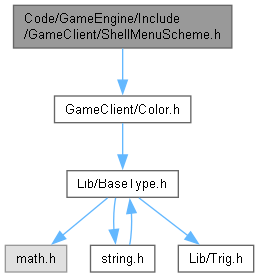 Code/GameEngine/Include
/GameClient/ShellMenuScheme.h
GameClient/Color.h
Lib/BaseType.h
math.h
string.h
Lib/Trig.h